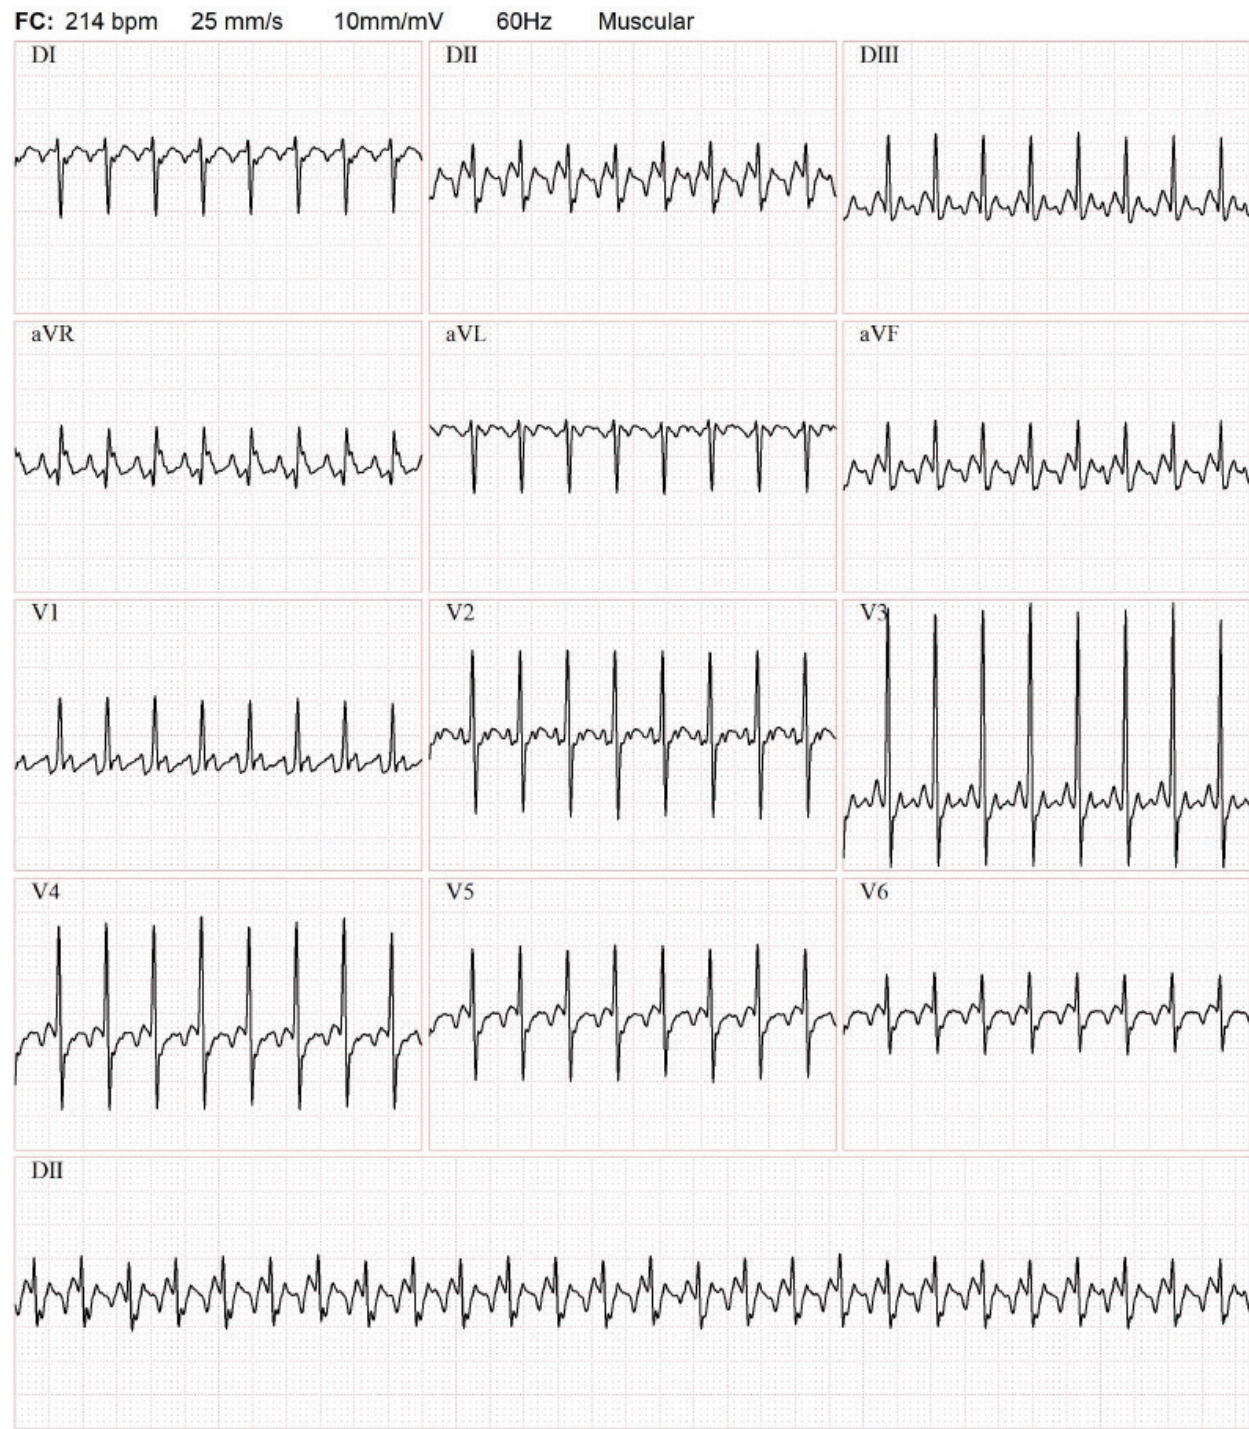 FC: 214 bpm 25 mm/s 10mm/mV 60Hz Muscular
DI DII DIII
aVR aVL aVF
V1 V2 V3
V4 V5 V6
DII